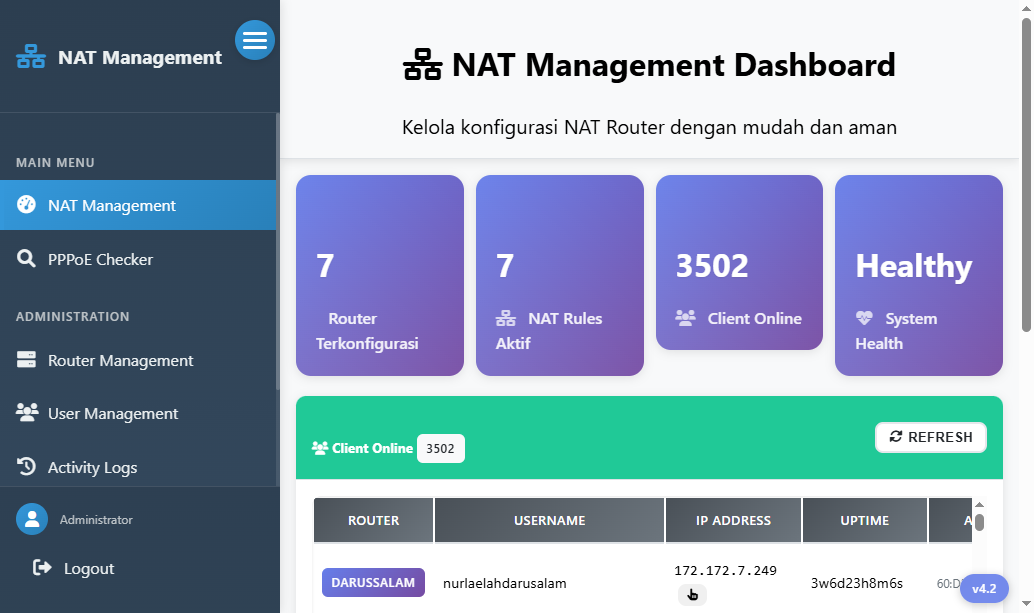 NAT Management
MAIN MENU
NAT Management
PPPoE Checker
ADMINISTRATION
Router Management
User Management
Activity Logs
Administrator
Logout
NAT Management Dashboard
Kelola konfigurasi NAT Router dengan mudah dan aman
7
Router
Terkonfigurasi
7
NAT Rules
Aktif
3502
Client Online
Healthy
System
Health
Client Online 3502
REFRESH
ROUTER USERNAME IP ADDRESS UPTIME A
DARUSSALAM nurlaelahdarusalam 172.172.7.249 3w6d23h8m6s 60:D
v4.2